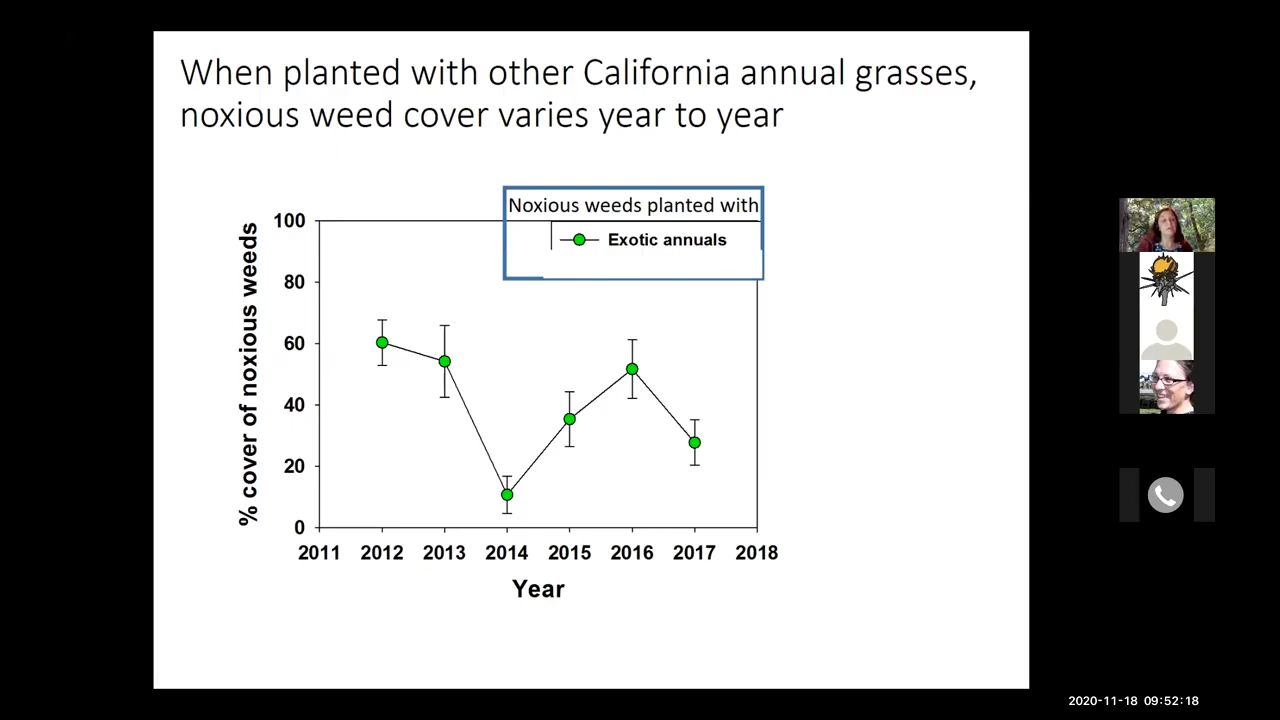 When planted with other California annual grasses,
noxious weed cover varies year to year
Noxious weeds planted with
Exotic annuals
% cover of noxious weeds
100
80
60
40
20
0
2011 2012 2013 2014 2015 2016 2017 2018
Year
2020-11-18 09:52:18